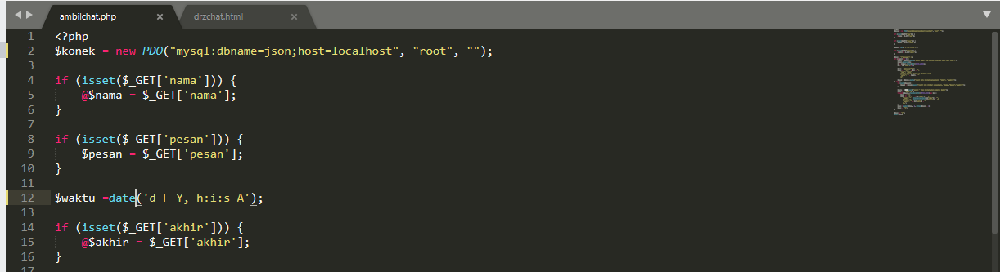 ambilchat.php × drzchat.html ×
1 <?php
2 $konek = new PDO("mysql:dbname=json;host=localhost", "root", "");
3
4 if (isset($_GET['nama'])) {
5 @$nama = $_GET['nama'];
6 }
7
8 if (isset($_GET['pesan'])) {
9 $pesan = $_GET['pesan'];
10 }
11
12 $waktu =date('d F Y, h:i:s A');
13
14 if (isset($_GET['akhir'])) {
15 @$akhir = $_GET['akhir'];
16 }
17